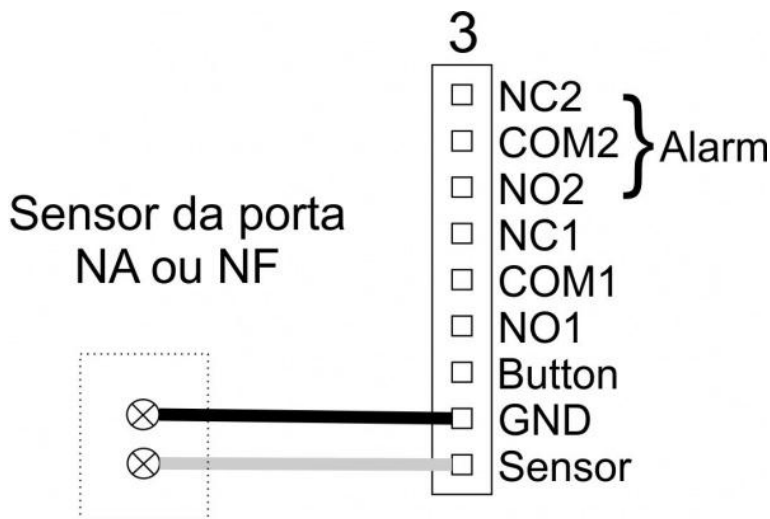 3
NC2
COM2
Alarm
NO2
Sensor da porta
NA ou NF
NC1
COM1
NO1
Button
GND
Sensor